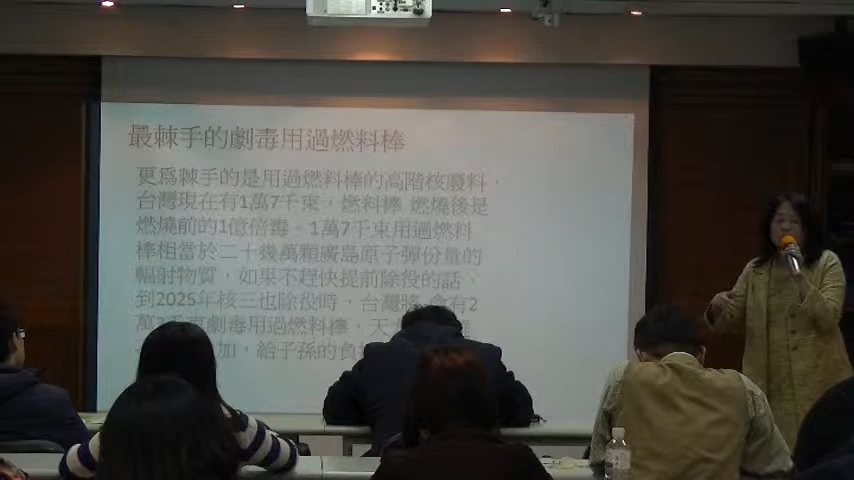 最棘手的劇毒用過燃料棒
更為棘手的是用過燃料棒的高階核廢料，
台灣現在有1萬7千束，燃料棒 燃燒後是
燃燒前的1億倍毒。1萬7千束用過燃料
棒相當於二十幾萬顆廣島原子彈份量的
輻射物質，如果不趕快提前除役的話、
到2025年核三也除役時，台灣將 會有2
萬 千束劇毒用過燃料棒，天
加，給子孫的負